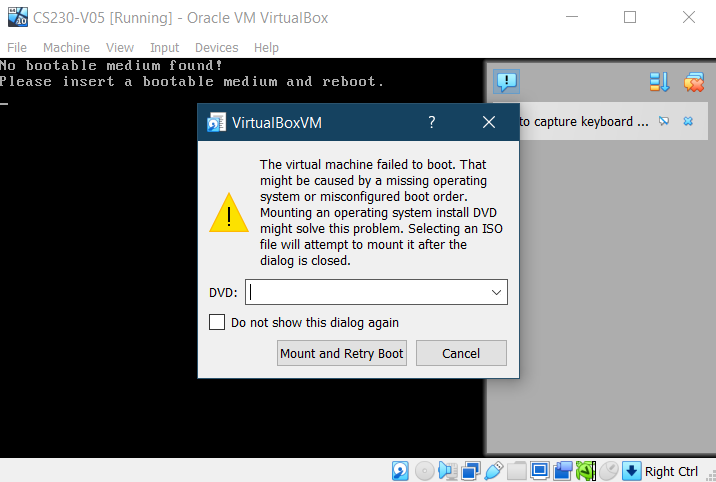 CS230-V05 [Running] - Oracle VM VirtualBox
File Machine View Input Devices Help
No bootable medium found!
Please insert a bootable medium and reboot.
to capture keyboard ...
VirtualBoxVM
The virtual machine failed to boot. That
might be caused by a missing operating
system or misconfigured boot order.
Mounting an operating system install DVD
might solve this problem. Selecting an ISO
file will attempt to mount it after the
dialog is closed.
DVD:
Do not show this dialog again
Mount and Retry Boot Cancel
Right Ctrl